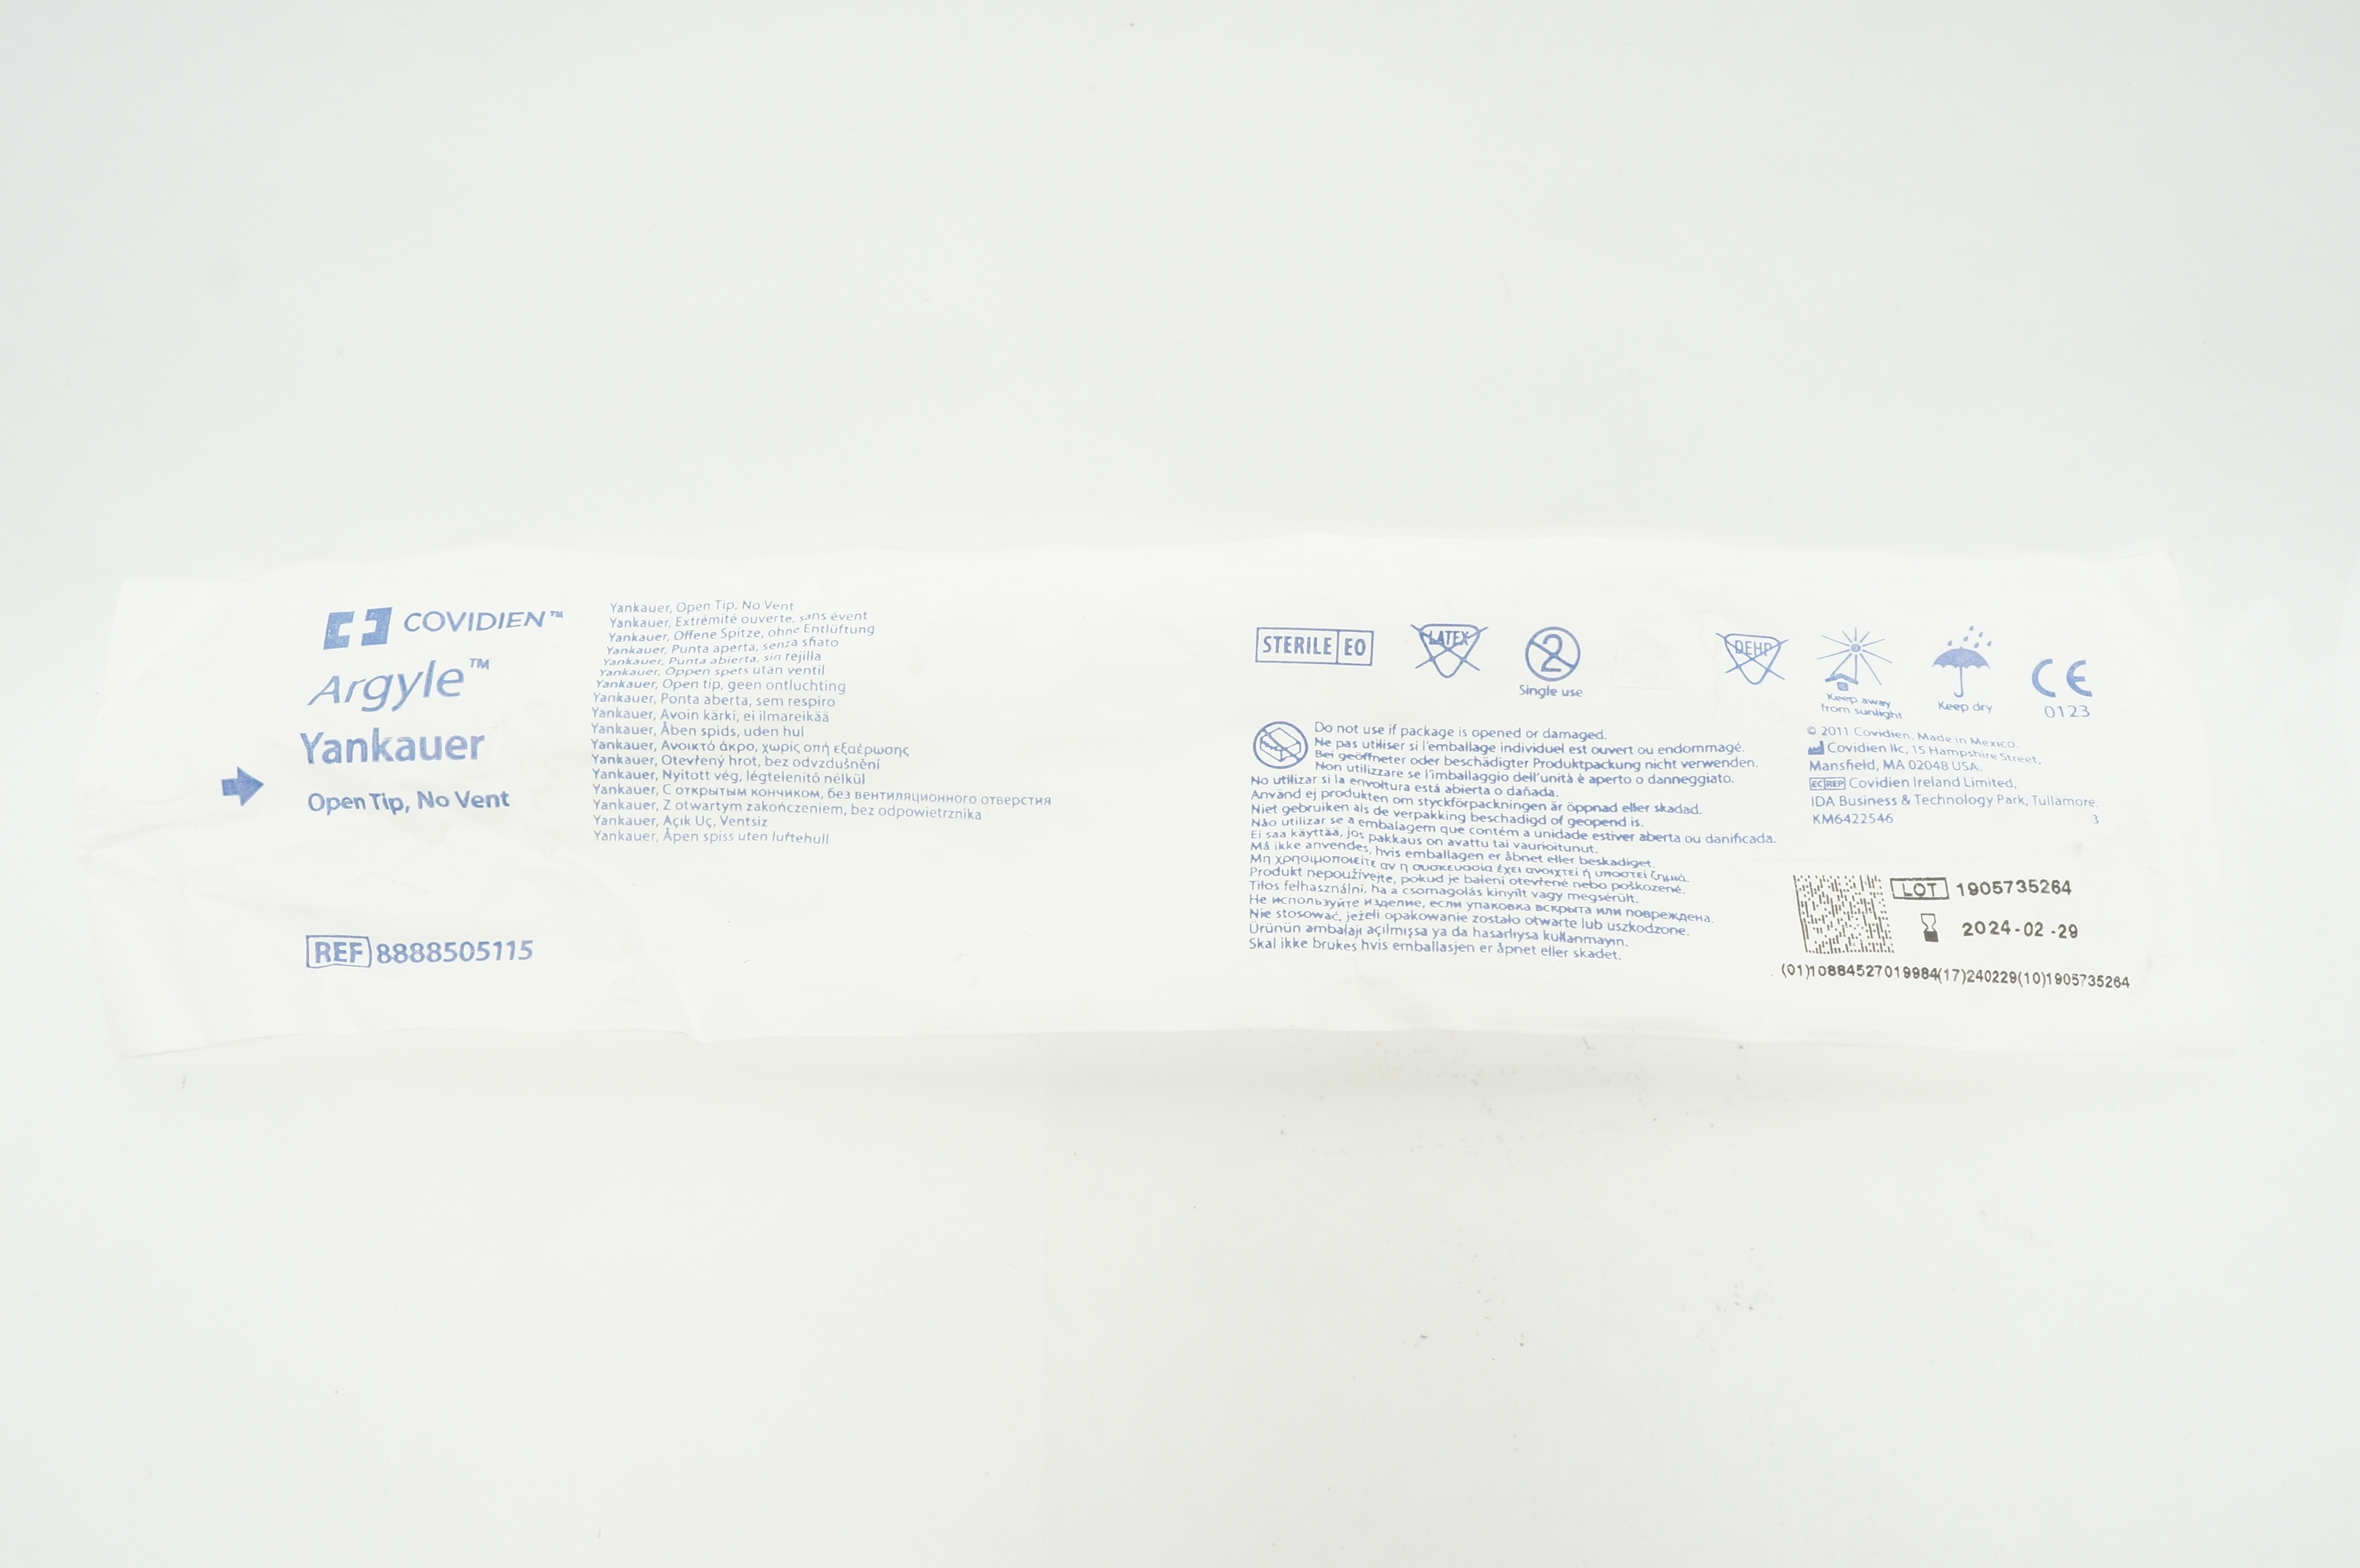 COVIDIEN™
Argyle™
Yankauer
Open Tip, No Vent
REF 8888505115
Yankauer, Open Tip, No Vent
Yankauer, Extrémité ouverte, sans évent
Yankauer, Offene Spitze, ohne Entlüftung
Yankauer, Punta aperta, senza sfiato
Yankauer, Punta abierta, sin rejilla
Yankauer, Öppen spets utan ventil
Yankauer, Open tip, geen ontluchting
Yankauer, Ponta aberta, sem respiro
Yankauer, Avoin kärki, ei ilmareikää
Yankauer, Åben spids, uden hul
Yankauer, Ανοικτό άκρο, χωρίς οπή εξαέρωσης
Yankauer, Otevřený hrot, bez odvzdušnění
Yankauer, Nyitott vég, légtelenítő nélkül
Yankauer, С открытым кончиком, без вентиляционного отверстия
Yankauer, Z otwartym zakończeniem, bez odpowietrznika
Yankauer, Açık Uç, Ventsiz
Yankauer, Åpen spiss uten luftehull
STERILE EO
LATEX
2
Single use
DEHP
Keep away
from sunlight
Keep dry
CE
0123
Do not use if package is opened or damaged.
Ne pas utiliser si l'emballage individuel est ouvert ou endommagé.
Bei geöffneter oder beschädigter Produktpackung nicht verwenden.
Non utilizzare se l'imballaggio dell'unità è aperto o danneggiato.
No utilizar si la envoltura está abierta o dañada.
Använd ej produkten om styckförpackningen är öppnad eller skadad.
Niet gebruiken als de verpakking beschadigd of geopend is.
Não utilizar se a embalagem que contém a unidade estiver aberta ou danificada.
Ei saa käyttää, jos pakkaus on avattu tai vaurioitunut.
Må ikke anvendes, hvis emballagen er åbnet eller beskadiget.
Μη χρησιμοποιείτε αν η συσκευασία έχει ανοιχτεί ή υποστεί ζημιά.
Produkt nepoužívejte, pokud je balení otevřené nebo poškozené.
Tilos felhasználni, ha a csomagolás kinyílt vagy megsérült.
Не используйте изделие, если упаковка вскрыта или повреждена.
Nie stosować, jeżeli opakowanie zostało otwarte lub uszkodzone.
Ürünün ambalajı açılmışsa ya da hasarlıysa kullanmayın.
Skal ikke brukes hvis emballasjen er åpnet eller skadet.
© 2011 Covidien. Made in Mexico.
Covidien llc, 15 Hampshire Street,
Mansfield, MA 02048 USA.
EC REP Covidien Ireland Limited,
IDA Business & Technology Park, Tullamore.
KM6422546 3
LOT 1905735264
2024-02-29
(01)10884527019984(17)240229(10)1905735264